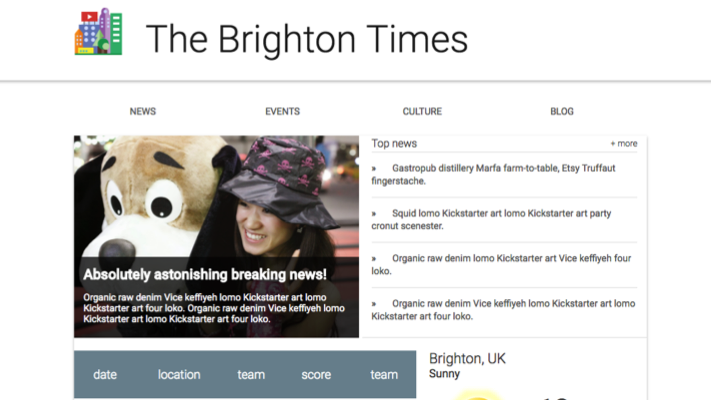 The Brighton Times
NEWS EVENTS CULTURE BLOG
Absolutely astonishing breaking news!
Organic raw denim Vice keffiyeh lomo Kickstarter art lomo
Kickstarter art four loko. Organic raw denim Vice keffiyeh lomo
Kickstarter art lomo Kickstarter art four loko.
Top news + more
» Gastropub distillery Marfa farm-to-table, Etsy Truffaut
fingerstache.
» Squid lomo Kickstarter art lomo Kickstarter art party
cronut scenester.
» Organic raw denim lomo Kickstarter art Vice keffiyeh four
loko.
» Organic raw denim Vice keffiyeh lomo Kickstarter art lomo
Kickstarter art four loko.
date location team score team
Brighton, UK
Sunny